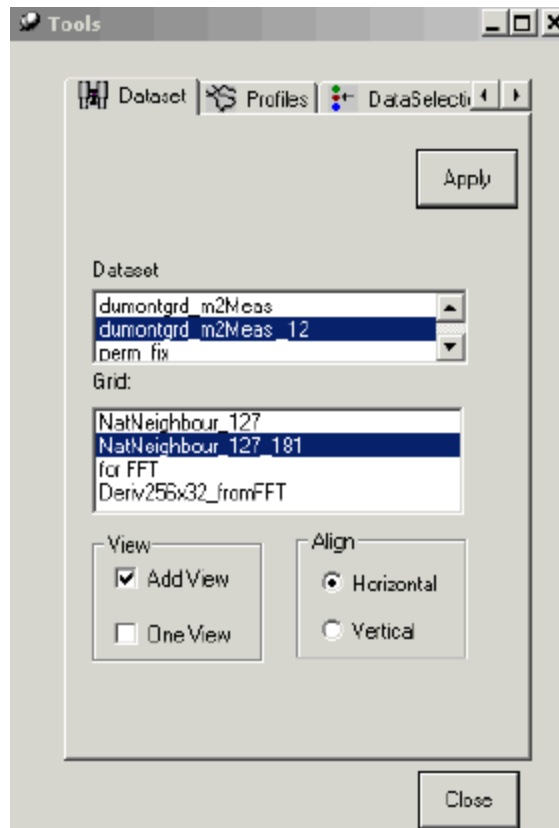 Tools
Dataset Profiles DataSelecti
Apply
Dataset
dumontgrd_m2Meas
dumontgrd_m2Meas_12
perm_fix
Grid:
NatNeighbour_127
NatNeighbour_127_181
for FFT
Deriv256x32_fromFFT
View Align
Add View Horizontal
One View Vertical
Close